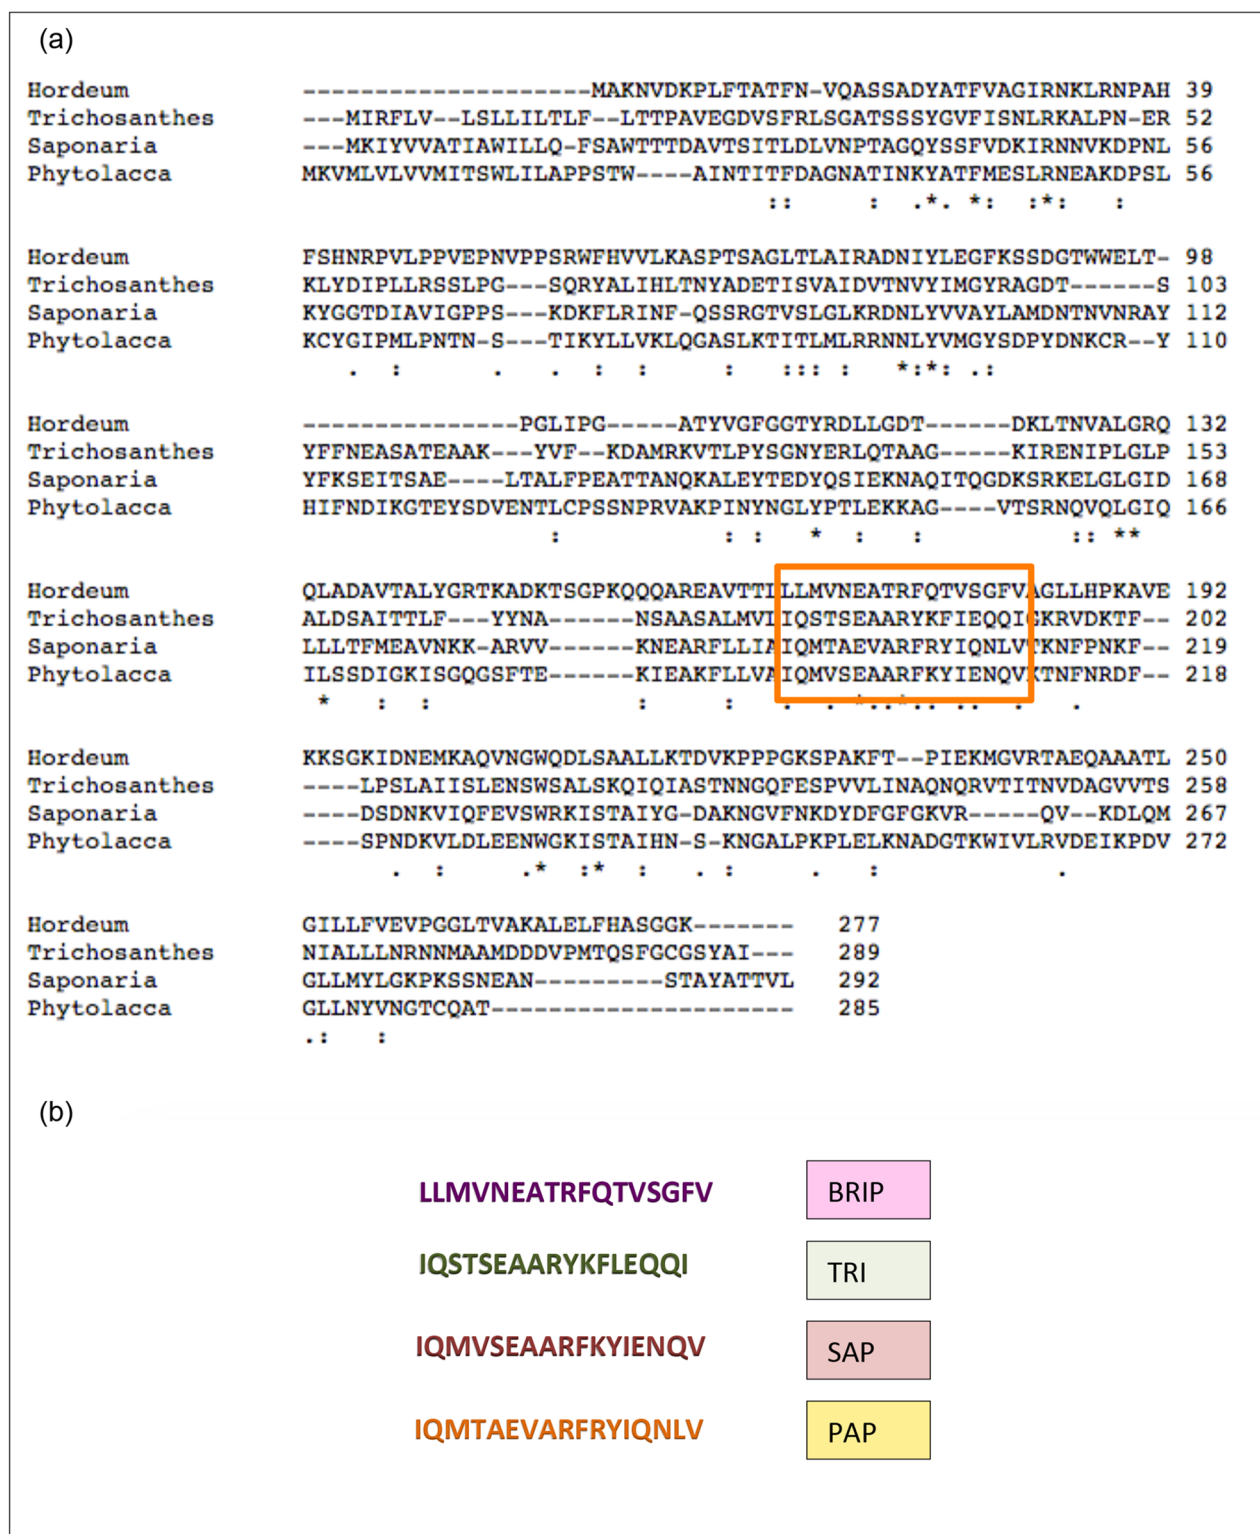 (a)
Hordeum --------------------MAKNVDKPLFTATFN-VQASSADYATFVAGIRNKLRNPAH 39
Trichosanthes ---MIRFLV--LSLLILTLF--LTTPAVEGDVSFRLSGATSSSYGVFISNLRKALPN-ER 52
Saponaria ---MKIYVVATIAWILLQ-FSAWTTTDAVTSITLDLVNPTAGQYSSFVDKIRNNVKDPNL 56
Phytolacca MKVMLVLVVMITSWLILAPPSTW----AINTITFDAGNATINKYATFMESLRNEAKDPSL 56
:: : .*. *: :*: :
Hordeum FSHNRPVLPPVEPNVPPSRWFHVVLKASPTSAGLTLAIRADNIYLEGFKSSDGTWWELT- 98
Trichosanthes KLYDIPLLRSSLPG---SQRYALIHLTNYADETISVAIDVTNVYIMGYRAGDT------S 103
Saponaria KYGGTDIAVIGPPS---KDKFLRINF-QSSRGTVSLGLKRDNLYVVAYLAMDNTNVNRAY 112
Phytolacca KCYGIPMLPNTN-S---TIKYLLVKLQGASLKTITLMLRRNNLYVMGYSDPYDNKCR--Y 110
. : . . : : : ::: : *:*: .:
Hordeum ---------------PGLIPG-----ATYVGFGGTYRDLLGDT------DKLTNVALGRQ 132
Trichosanthes YFFNEASATEAAK---YVF--KDAMRKVTLPYSGNYERLQTAAG-----KIRENIPLGLP 153
Saponaria YFKSEITSAE----LTALFPEATTANQKALEYTEDYQSIEKNAQITQGDKSRKELGLGID 168
Phytolacca HIFNDIKGTEYSDVENTLCPSSNPRVAKPINYNGLYPTLEKKAG----VTSRNQVQLGIQ 166
: : : * : : :: **
Hordeum QLADAVTALYGRTKADKTSGPKQQQAREAVTTLLLMVNEATRFQTVSGFVAGLLHPKAVE 192
Trichosanthes ALDSAITTLF---YYNA------NSAASALMVLIQSTSEAARYKFIEQQIGKRVDKTF-- 202
Saponaria LLLTFMEAVNKK-ARVV------KNEARFLLIAIQMTAEVARFRYIQNLVTKNFPNKF-- 219
Phytolacca ILSSDIGKISGQGSFTE------KIEAKFLLVAIQMVSEAARFKYIENQVKTNFNRDF-- 218
* : : : : . . *..*.: .. : .
Hordeum KKSGKIDNEMKAQVNGWQDLSAALLKTDVKPPPGKSPAKFT--PIEKMGVRTAEQAAATL 250
Trichosanthes ----LPSLAIISLENSWSALSKQIQIASTNNGQFESPVVLINAQNQRVTITNVDAGVVTS 258
Saponaria ----DSDNKVIQFEVSWRKISTAIYG-DAKNGVFNKDYDFGFGKVR-----QV--KDLQM 267
Phytolacca ----SPNDKVLDLEENWGKISTAIHN-S-KNGALPKPLELKNADGTKWIVLRVDEIKPDV 272
. : .* :* : . : . : .
Hordeum GILLFVEVPGGLTVAKALELFHASGGK------- 277
Trichosanthes NIALLLNRNNMAAMDDDVPMTQSFGCGSYAI--- 289
Saponaria GLLMYLGKPKSSNEAN---------STAYATTVL 292
Phytolacca GLLNYVNGTCQAT--------------------- 285
.: :
(b)
LLMVNEATRFQTVSGFV BRIP
IQSTSEAARYKFLEQQI TRI
IQMVSEAARFKYIENQV SAP
IQMTAEVARFRYIQNLV PAP